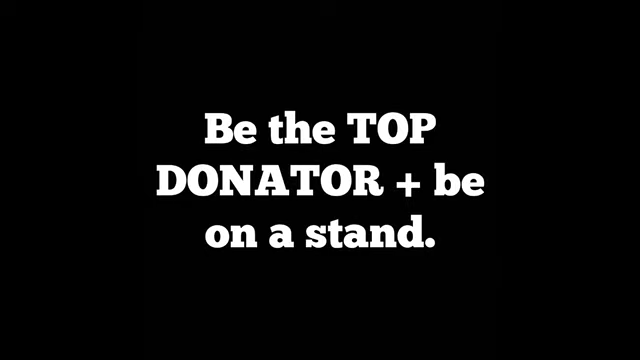 Be the TOP
DONATOR + be
on a stand.